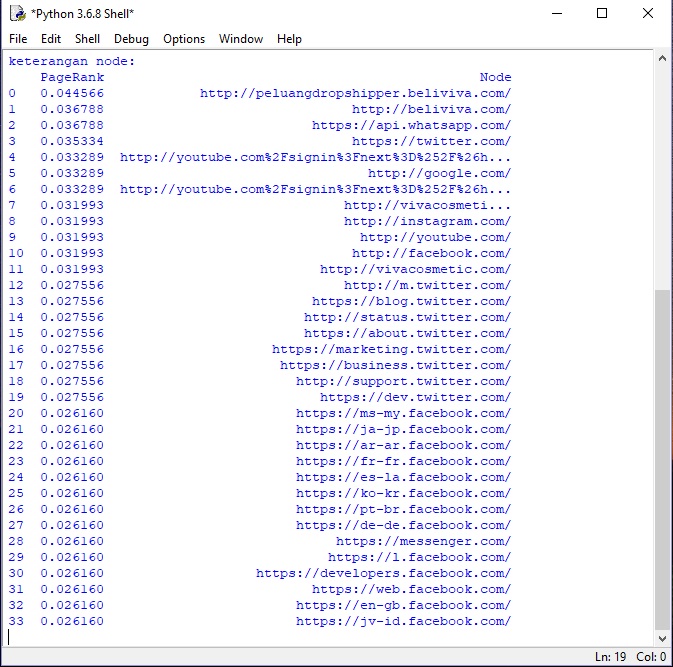 *Python 3.6.8 Shell*
File Edit Shell Debug Options Window Help
keterangan node:
PageRank Node
0 0.044566 http://peluangdropshipper.beliviva.com/
1 0.036788 http://beliviva.com/
2 0.036788 https://api.whatsapp.com/
3 0.035334 https://twitter.com/
4 0.033289 http://youtube.com%2Fsignin%3Fnext%3D%252F%26h...
5 0.033289 http://google.com/
6 0.033289 http://youtube.com%2Fsignin%3Fnext%3D%252F%26h...
7 0.031993 http://vivacosmeti...
8 0.031993 http://instagram.com/
9 0.031993 http://youtube.com/
10 0.031993 http://facebook.com/
11 0.031993 http://vivacosmetic.com/
12 0.027556 http://m.twitter.com/
13 0.027556 https://blog.twitter.com/
14 0.027556 http://status.twitter.com/
15 0.027556 https://about.twitter.com/
16 0.027556 https://marketing.twitter.com/
17 0.027556 https://business.twitter.com/
18 0.027556 http://support.twitter.com/
19 0.027556 https://dev.twitter.com/
20 0.026160 https://ms-my.facebook.com/
21 0.026160 https://ja-jp.facebook.com/
22 0.026160 https://ar-ar.facebook.com/
23 0.026160 https://fr-fr.facebook.com/
24 0.026160 https://es-la.facebook.com/
25 0.026160 https://ko-kr.facebook.com/
26 0.026160 https://pt-br.facebook.com/
27 0.026160 https://de-de.facebook.com/
28 0.026160 https://messenger.com/
29 0.026160 https://l.facebook.com/
30 0.026160 https://developers.facebook.com/
31 0.026160 https://web.facebook.com/
32 0.026160 https://en-gb.facebook.com/
33 0.026160 https://jv-id.facebook.com/
Ln: 19 Col: 0